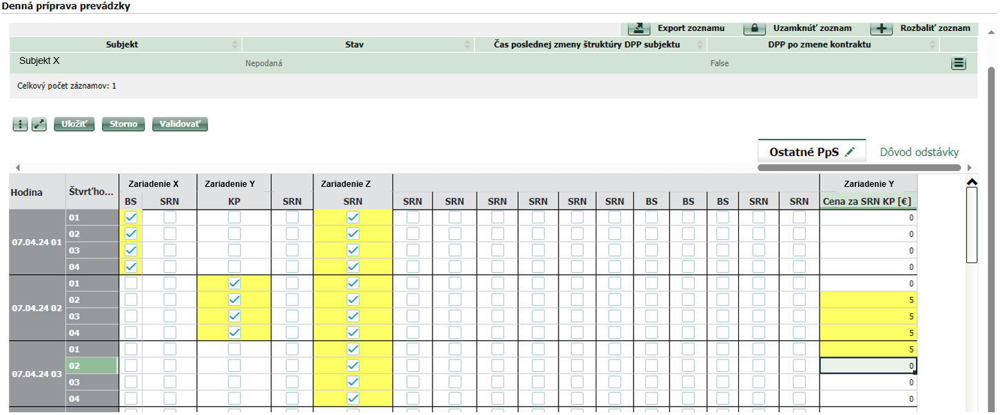 Denná príprava prevádzky
Export zoznamu Uzamknúť zoznam Rozbaliť zoznam
Subjekt Stav Čas poslednej zmeny štruktúry DPP subjektu DPP po zmene kontraktu
Subjekt X Nepodaná False
Celkový počet záznamov: 1
Uložiť Storno Validovať
Ostatné PpS Dôvod odstávky
Zariadenie X Zariadenie Y Zariadenie Z Zariadenie Y
Hodina Štvrťho...
BS SRN KP SRN SRN SRN SRN SRN SRN SRN SRN BS BS BS SRN SRN Cena za SRN KP [€]
07.04.24 01
01 0
02 0
03 0
04 0
07.04.24 02
01 0
02 5
03 5
04 5
07.04.24 03
01 5
02 0
03 0
04 0